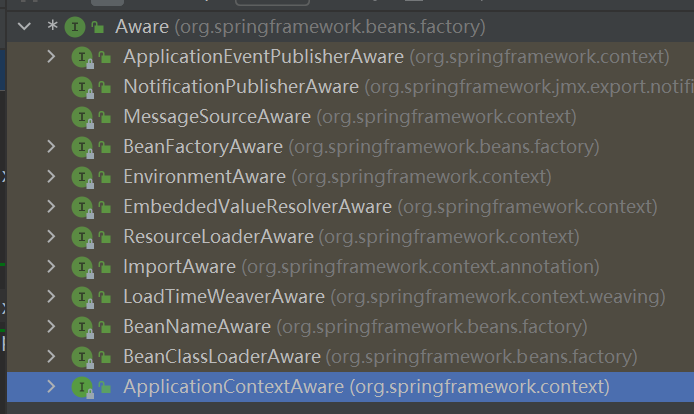 * Aware (org.springframework.beans.factory)
ApplicationEventPublisherAware (org.springframework.context)
NotificationPublisherAware (org.springframework.jmx.export.notifi
MessageSourceAware (org.springframework.context)
BeanFactoryAware (org.springframework.beans.factory)
EnvironmentAware (org.springframework.context)
EmbeddedValueResolverAware (org.springframework.context)
ResourceLoaderAware (org.springframework.context)
ImportAware (org.springframework.context.annotation)
LoadTimeWeaverAware (org.springframework.context.weaving)
BeanNameAware (org.springframework.beans.factory)
BeanClassLoaderAware (org.springframework.beans.factory)
ApplicationContextAware (org.springframework.context)